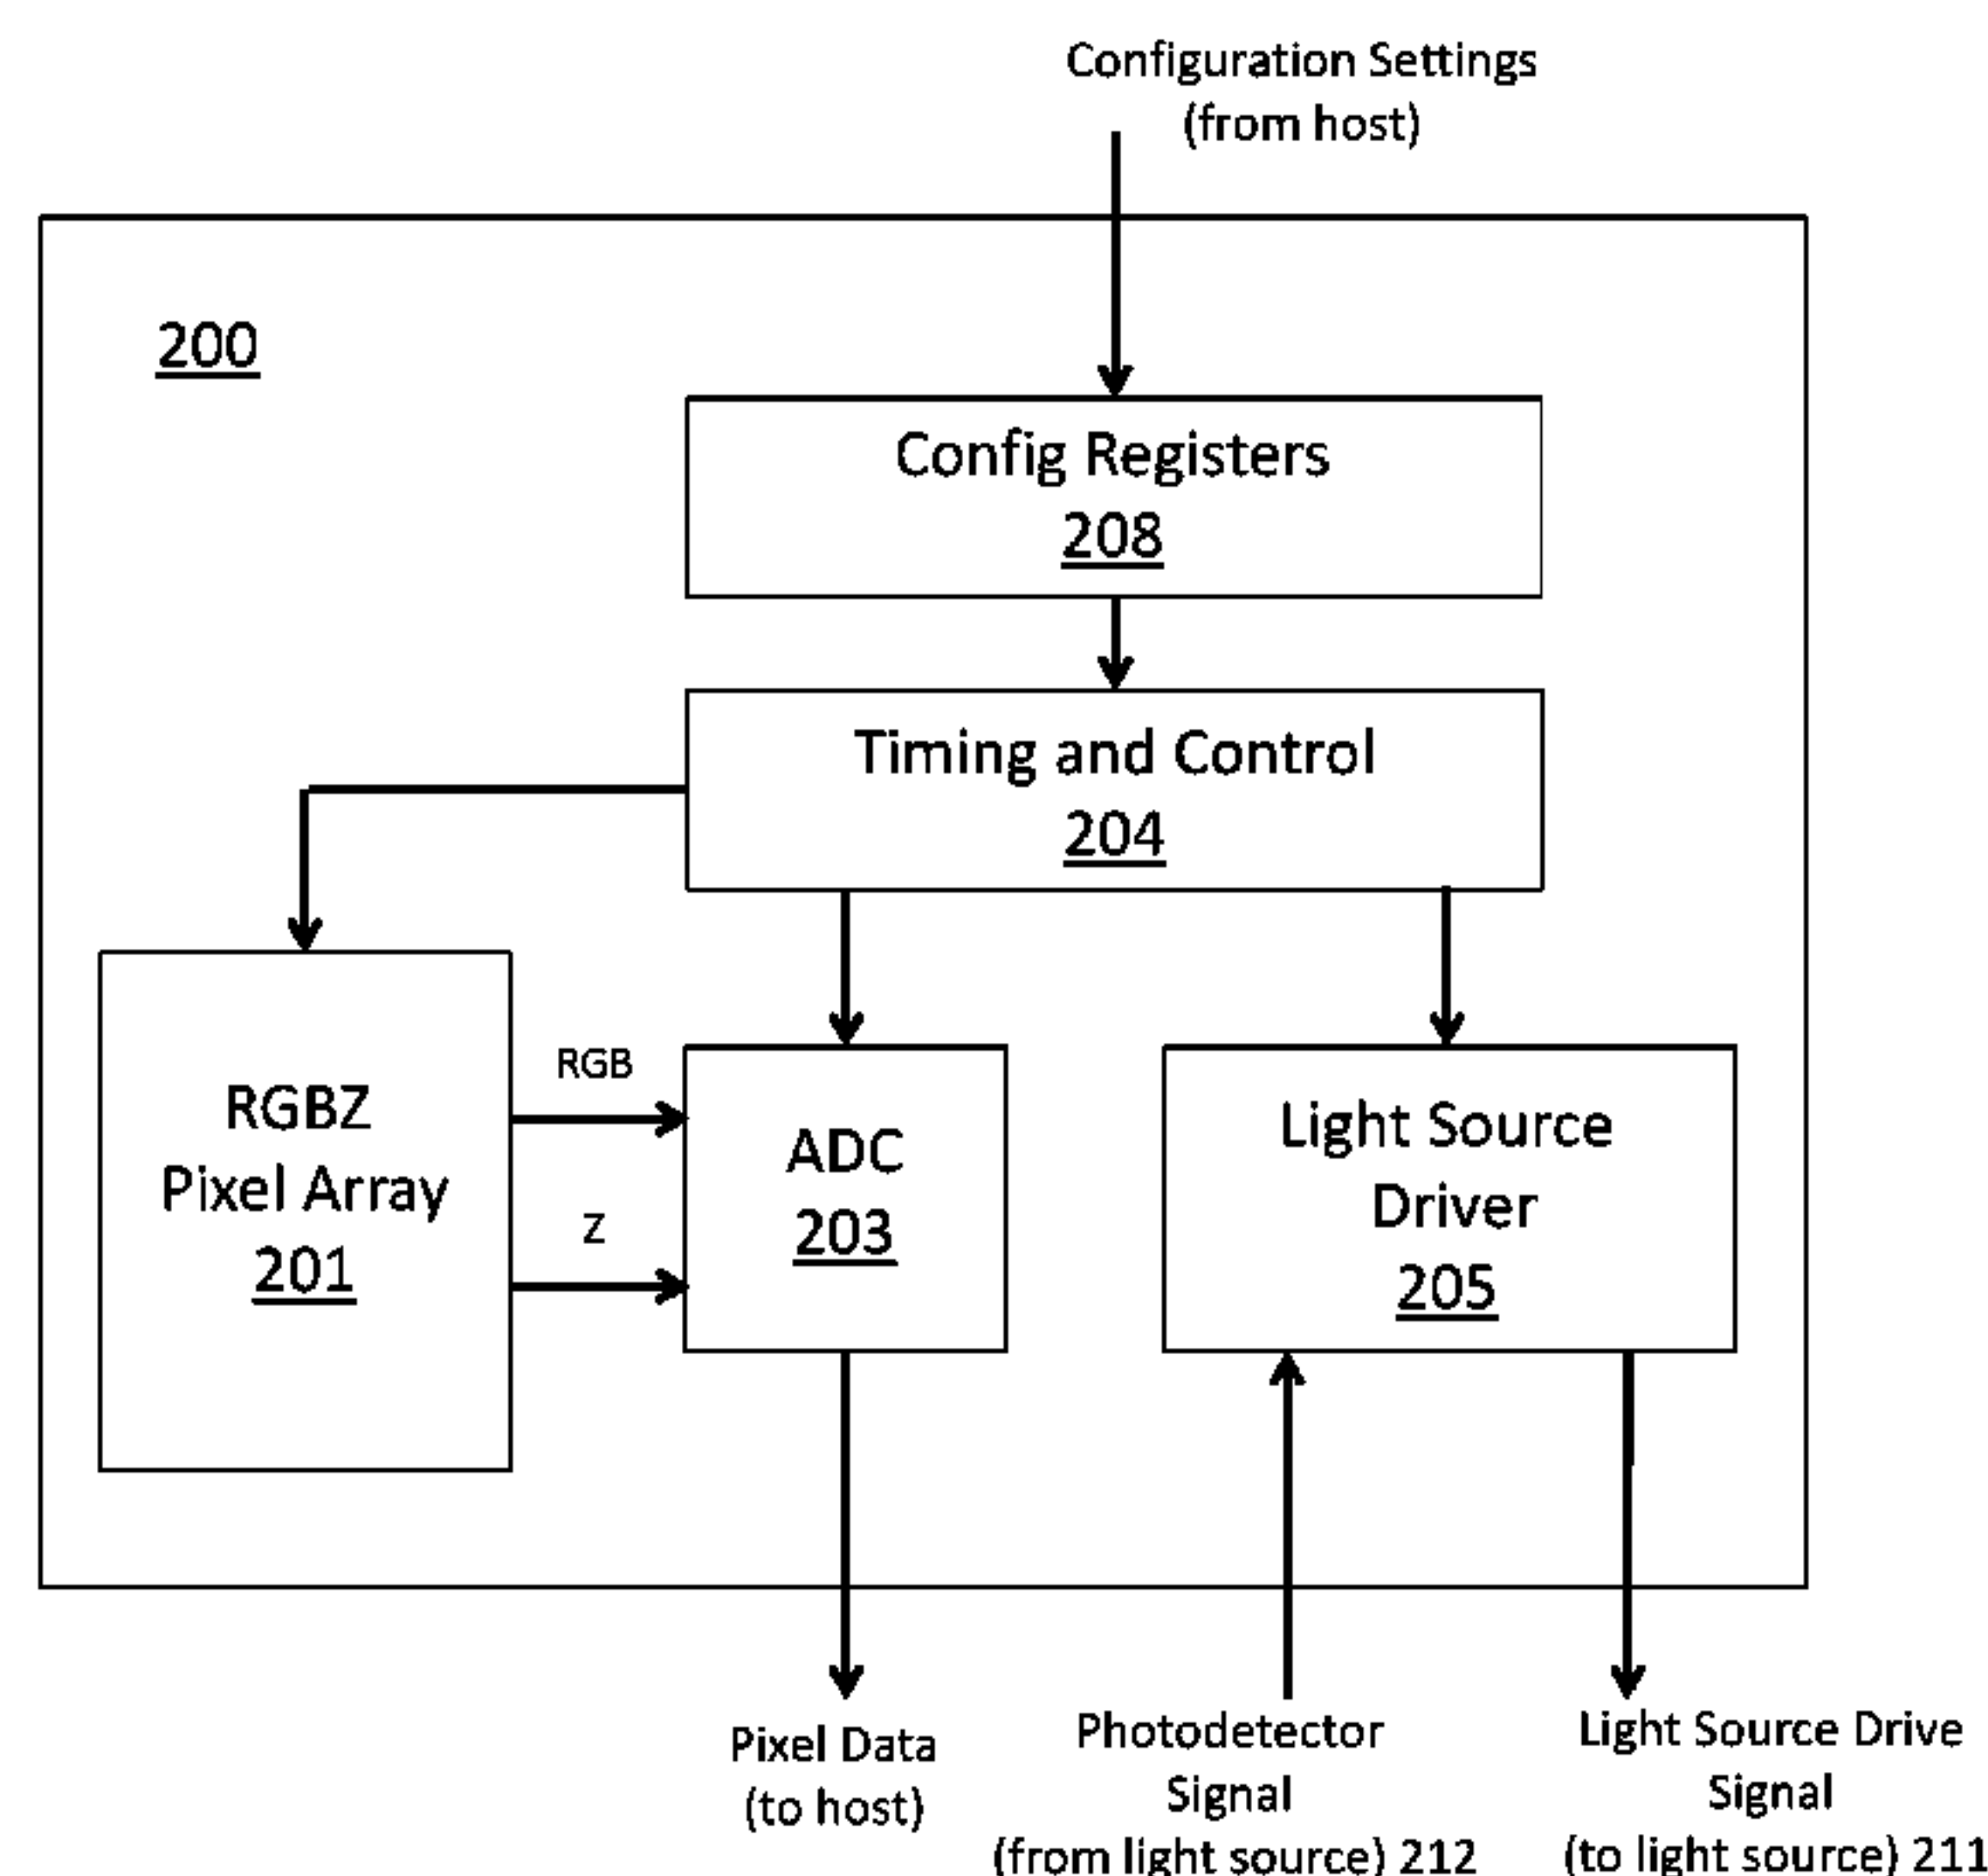 Configuration Settings
(from host)
200
Config Registers
208
Timing and Control
204
RGBZ
Pixel Array
201
RGB
Z
ADC
203
Light Source
Driver
205
Pixel Data
(to host)
Photodetector
Signal
(from light source) 212
Light Source Drive
Signal
(to light source) 211